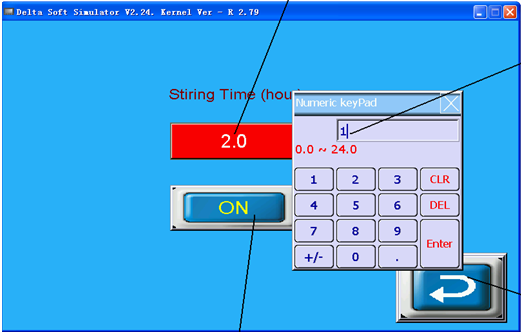 Delta Soft Simulator V2.24. Kernel Ver - R 2.79
Stiring Time (hou
2.0
ON
Numeric keyPad
1
0.0 ~ 24.0
1 2 3 CLR
4 5 6 DEL
7 8 9 Enter
+/- 0 .